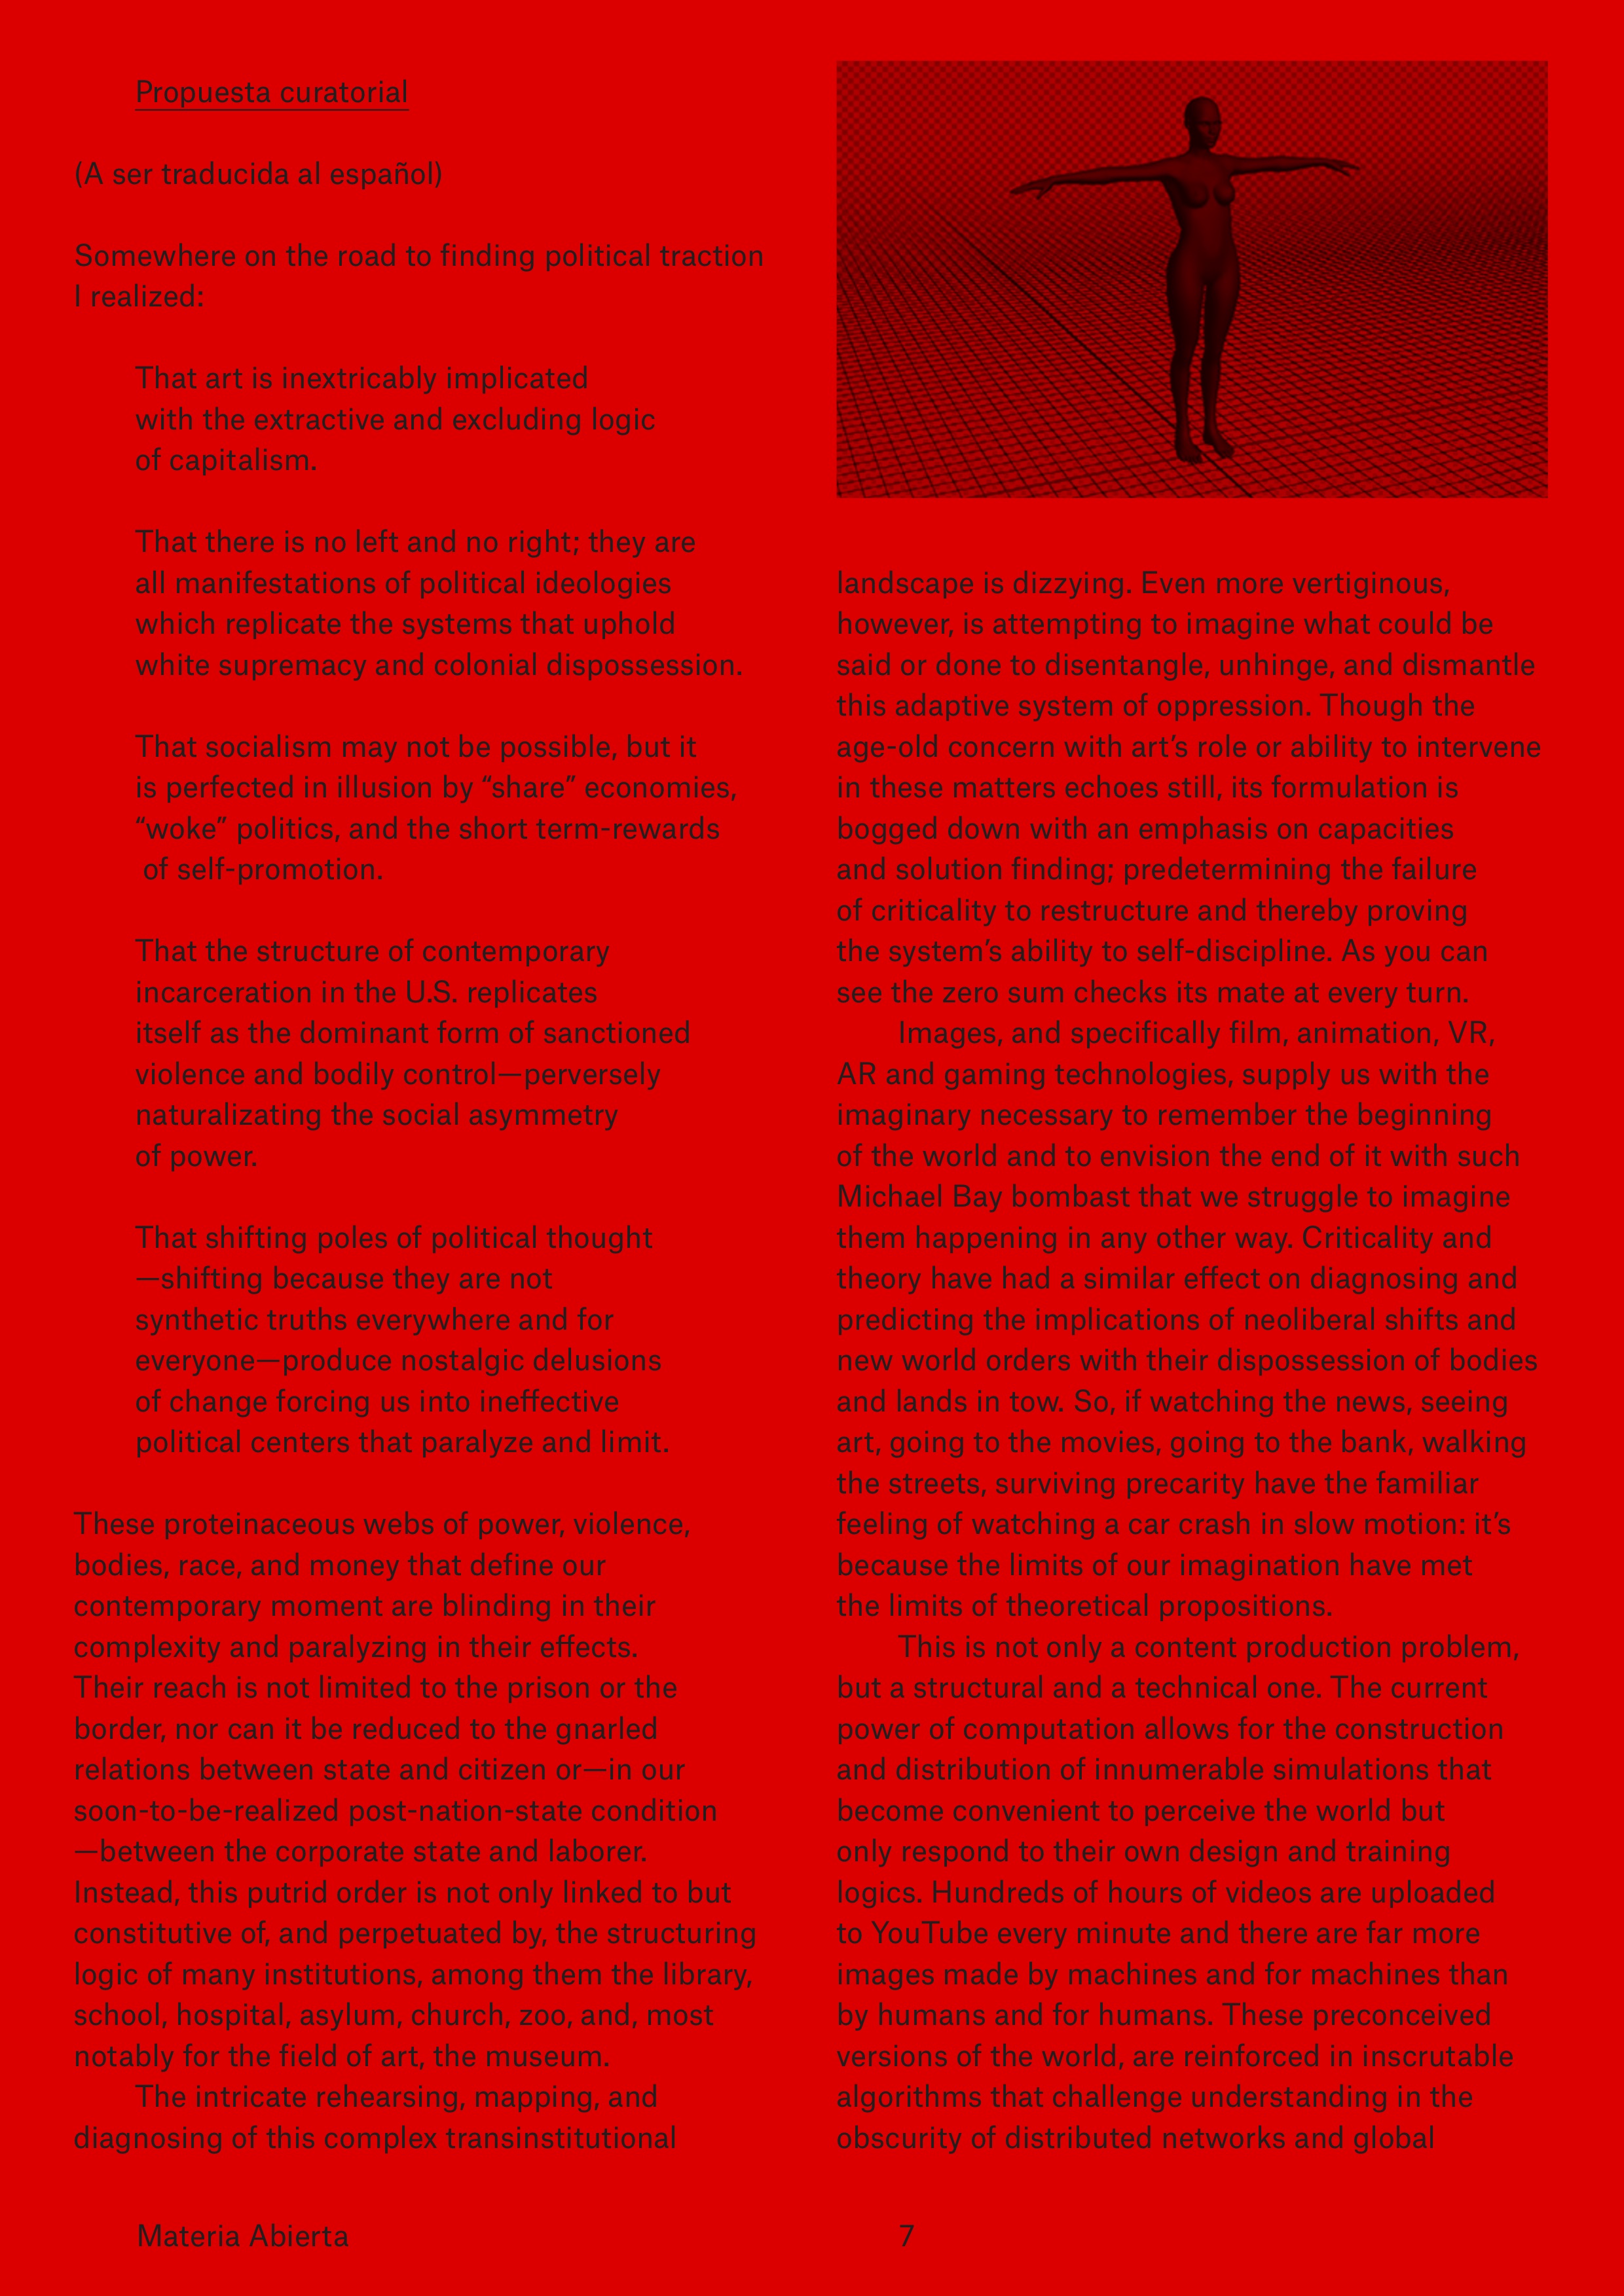 Propuesta curatorial
(A ser traducida al español)
Somewhere on the road to finding political traction
I realized:
That art is inextricably implicated
with the extractive and excluding logic
of capitalism.
That there is no left and no right; they are
all manifestations of political ideologies
which replicate the systems that uphold
white supremacy and colonial dispossession.
That socialism may not be possible, but it
is perfected in illusion by “share” economies,
“woke” politics, and the short term-rewards
of self-promotion.
That the structure of contemporary
incarceration in the U.S. replicates
itself as the dominant form of sanctioned
violence and bodily control—perversely
naturalizating the social asymmetry
of power.
That shifting poles of political thought
—shifting because they are not
synthetic truths everywhere and for
everyone—produce nostalgic delusions
of change forcing us into ineffective
political centers that paralyze and limit.
These proteinaceous webs of power, violence,
bodies, race, and money that define our
contemporary moment are blinding in their
complexity and paralyzing in their effects.
Their reach is not limited to the prison or the
border, nor can it be reduced to the gnarled
relations between state and citizen or—in our
soon-to-be-realized post-nation-state condition
—between the corporate state and laborer.
Instead, this putrid order is not only linked to but
constitutive of, and perpetuated by, the structuring
logic of many institutions, among them the library,
school, hospital, asylum, church, zoo, and, most
notably for the field of art, the museum.
The intricate rehearsing, mapping, and
diagnosing of this complex transinstitutional
landscape is dizzying. Even more vertiginous,
however, is attempting to imagine what could be
said or done to disentangle, unhinge, and dismantle
this adaptive system of oppression. Though the
age-old concern with art’s role or ability to intervene
in these matters echoes still, its formulation is
bogged down with an emphasis on capacities
and solution finding; predetermining the failure
of criticality to restructure and thereby proving
the system’s ability to self-discipline. As you can
see the zero sum checks its mate at every turn.
Images, and specifically film, animation, VR,
AR and gaming technologies, supply us with the
imaginary necessary to remember the beginning
of the world and to envision the end of it with such
Michael Bay bombast that we struggle to imagine
them happening in any other way. Criticality and
theory have had a similar effect on diagnosing and
predicting the implications of neoliberal shifts and
new world orders with their dispossession of bodies
and lands in tow. So, if watching the news, seeing
art, going to the movies, going to the bank, walking
the streets, surviving precarity have the familiar
feeling of watching a car crash in slow motion: it’s
because the limits of our imagination have met
the limits of theoretical propositions.
This is not only a content production problem,
but a structural and a technical one. The current
power of computation allows for the construction
and distribution of innumerable simulations that
become convenient to perceive the world but
only respond to their own design and training
logics. Hundreds of hours of videos are uploaded
to YouTube every minute and there are far more
images made by machines and for machines than
by humans and for humans. These preconceived
versions of the world, are reinforced in inscrutable
algorithms that challenge understanding in the
obscurity of distributed networks and global
Materia Abierta
7